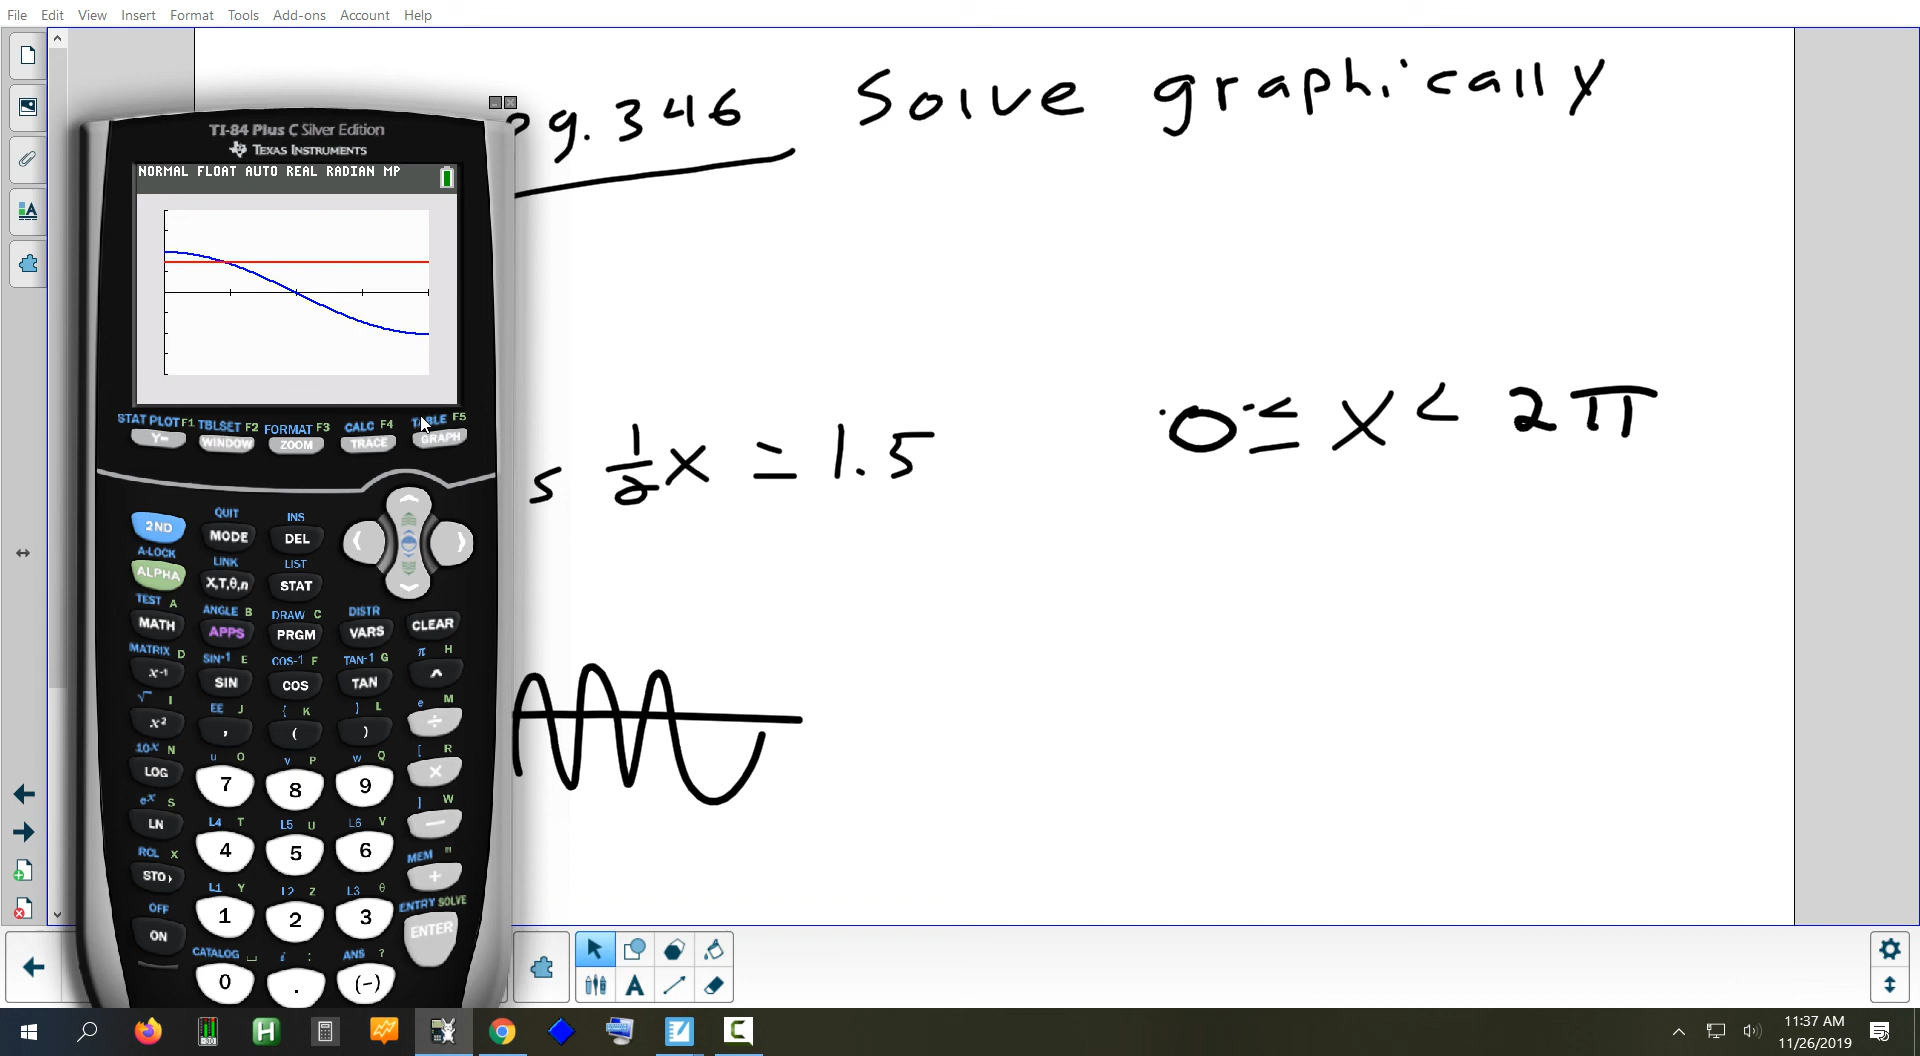 File Edit View Insert Format Tools Add-ons Account Help
pg. 346 Solve graphically
TI-84 Plus C Silver Edition
TEXAS INSTRUMENTS
NORMAL FLOAT AUTO REAL RADIAN MP
s 1/2 x = 1.5
0 ≤ x < 2π
STAT PLOT F1 TBLSET F2 FORMAT F3 CALC F4 TABLE F5
Y= WINDOW ZOOM TRACE GRAPH
QUIT INS
2ND MODE DEL
A-LOCK LINK LIST
ALPHA X,T,θ,n STAT
TEST A ANGLE B DRAW C DISTR
MATH APPS PRGM VARS CLEAR
MATRIX D SIN-1 E COS-1 F TAN-1 G π H
x-1 SIN COS TAN ^
√ I EE J { K } L e M
x² , ( ) ÷
10x N u O v P w Q [ R
LOG 7 8 9 ×
ex S L4 T L5 U L6 V ] W
LN 4 5 6 −
RCL X L1 Y L2 Z L3 θ MEM "
STO▸ 1 2 3 +
OFF CATALOG ␣ i : ANS ? ENTRY SOLVE
ON 0 . (-) ENTER
11:37 AM
11/26/2019